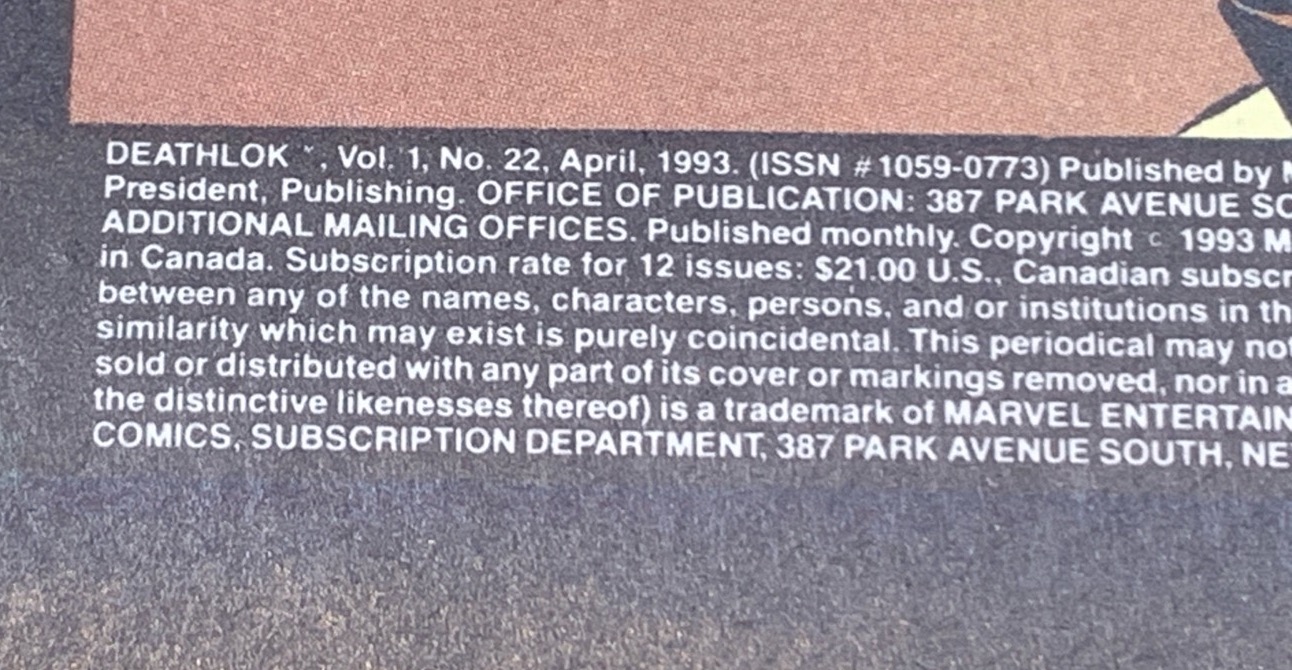 DEATHLOK ™, Vol. 1, No. 22, April, 1993. (ISSN #1059-0773) Published by
President, Publishing. OFFICE OF PUBLICATION: 387 PARK AVENUE
ADDITIONAL MAILING OFFICES. Published monthly. Copyright © 1993
in Canada. Subscription rate for 12 issues: $21.00 U.S., Canadian
between any of the names, characters, persons, and or institutions in
similarity which may exist is purely coincidental. This periodical may
sold or distributed with any part of its cover or markings removed, nor in
the distinctive likenesses thereof) is a trademark of MARVEL
COMICS, SUBSCRIPTION DEPARTMENT, 387 PARK AVENUE SOUTH,